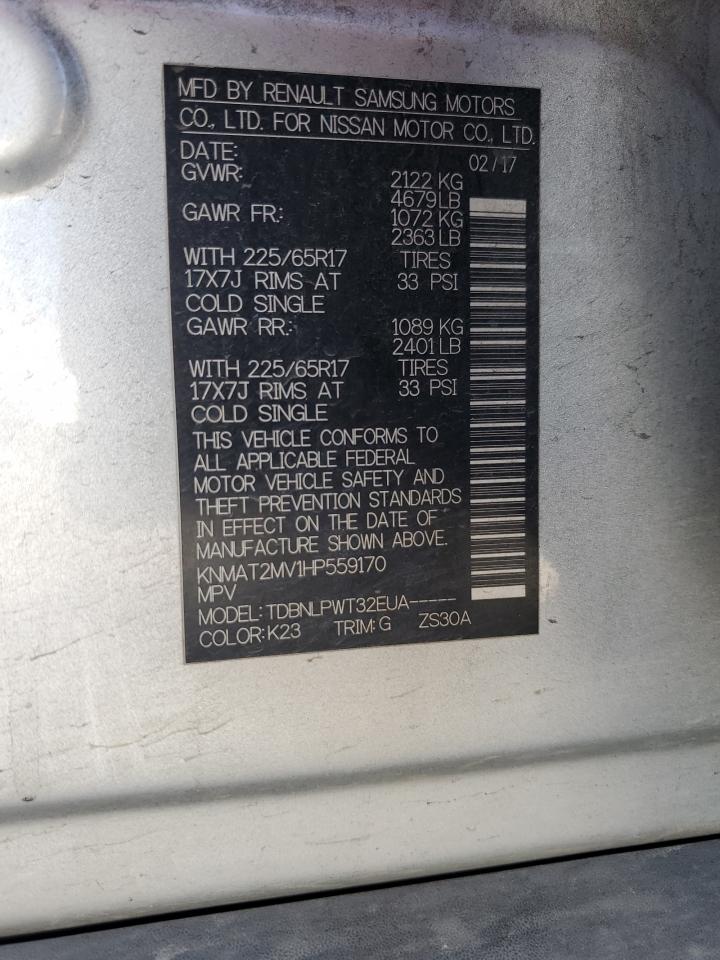 MFD BY RENAULT SAMSUNG MOTORS
CO., LTD. FOR NISSAN MOTOR CO., LTD.
DATE: 02/17
GVWR: 2122 KG
4679 LB
GAWR FR.: 1072 KG
2363 LB
WITH 225/65R17 TIRES
17X7J RIMS AT 33 PSI
COLD SINGLE
GAWR RR.: 1089 KG
2401 LB
WITH 225/65R17 TIRES
17X7J RIMS AT 33 PSI
COLD SINGLE
THIS VEHICLE CONFORMS TO
ALL APPLICABLE FEDERAL
MOTOR VEHICLE SAFETY AND
THEFT PREVENTION STANDARDS
IN EFFECT ON THE DATE OF
MANUFACTURE SHOWN ABOVE.
KNMAT2MV1HP559170
MPV
MODEL: TDBNLPWT32EUA-----
COLOR: K23 TRIM: G ZS30A